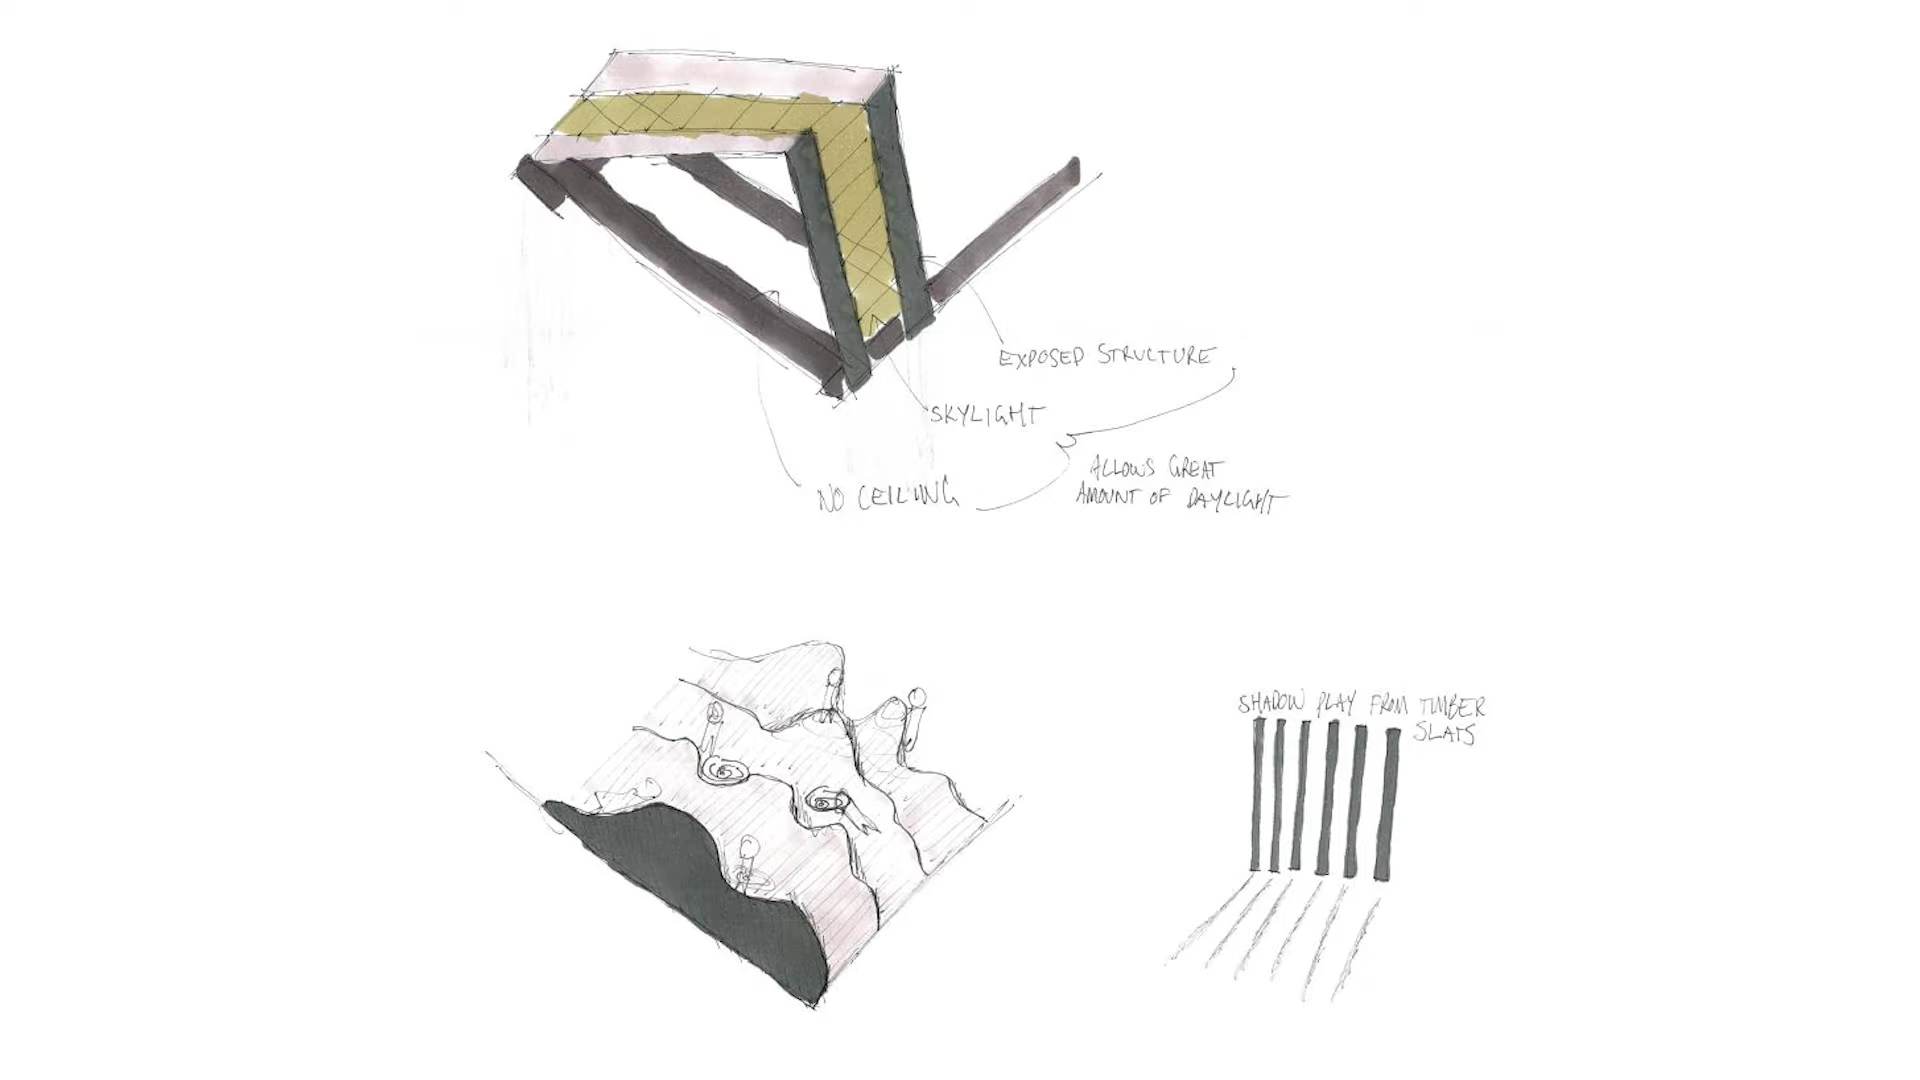 EXPOSED STRUCTURE
SKYLIGHT
NO CEILING
ALLOWS GREAT
AMOUNT OF DAYLIGHT
SHADOW PLAY FROM TIMBER
SLATS